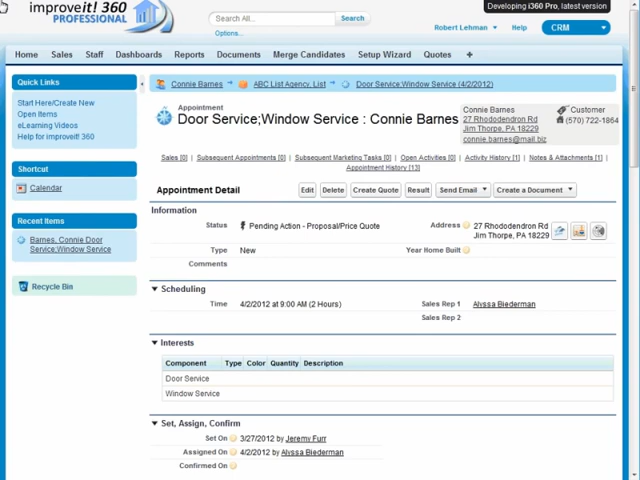 improveit! 360
PROFESSIONAL
Search All...
Search
Options...
Developing i360 Pro, latest version
Robert Lehman
Help
CRM
Home Sales Staff Dashboards Reports Documents Merge Candidates Setup Wizard Quotes +
Quick Links
Start Here/Create New
Open Items
eLearning Videos
Help for improveit! 360
Shortcut
Calendar
Recent Items
Barnes, Connie Door
Service;Window Service
Recycle Bin
Connie Barnes ABC List Agency, List Door Service;Window Service (4/2/2012)
Appointment
Door Service;Window Service : Connie Barnes
Connie Barnes
27 Rhododendron Rd
Jim Thorpe, PA 18229
connie.barnes@mail.biz
Customer
(570) 722-1864
Sales [0] | Subsequent Appointments [0] | Subsequent Marketing Tasks [0] | Open Activities [0] | Activity History [1] | Notes & Attachments [1] |
Appointment History [13]
Appointment Detail
Edit Delete Create Quote Result Send Email Create a Document
Information
Status Pending Action - Proposal/Price Quote
Address 27 Rhododendron Rd
Jim Thorpe, PA 18229
Type New
Year Home Built
Comments
Scheduling
Time 4/2/2012 at 9:00 AM (2 Hours)
Sales Rep 1 Alyssa Biederman
Sales Rep 2
Interests
Component Type Color Quantity Description
Door Service
Window Service
Set, Assign, Confirm
Set On 3/27/2012 by Jeremy Furr
Assigned On 4/2/2012 by Alyssa Biederman
Confirmed On